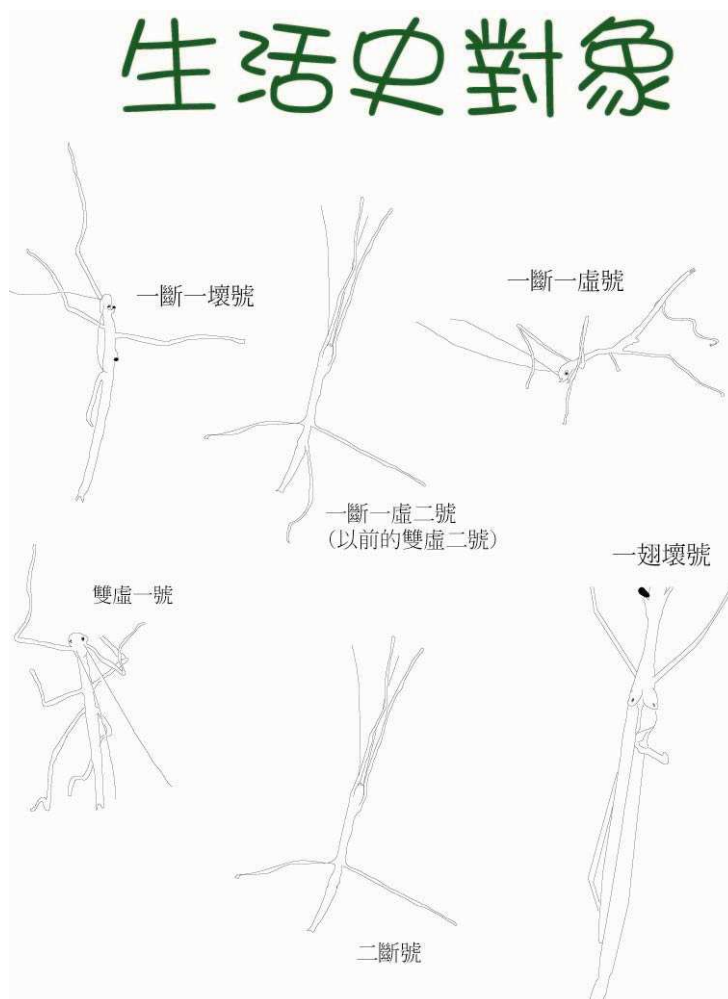 生活史對象
一斷一壞號
一斷一虛號
一斷一虛二號
(以前的雙虛二號)
一翅壞號
雙虛一號
二斷號